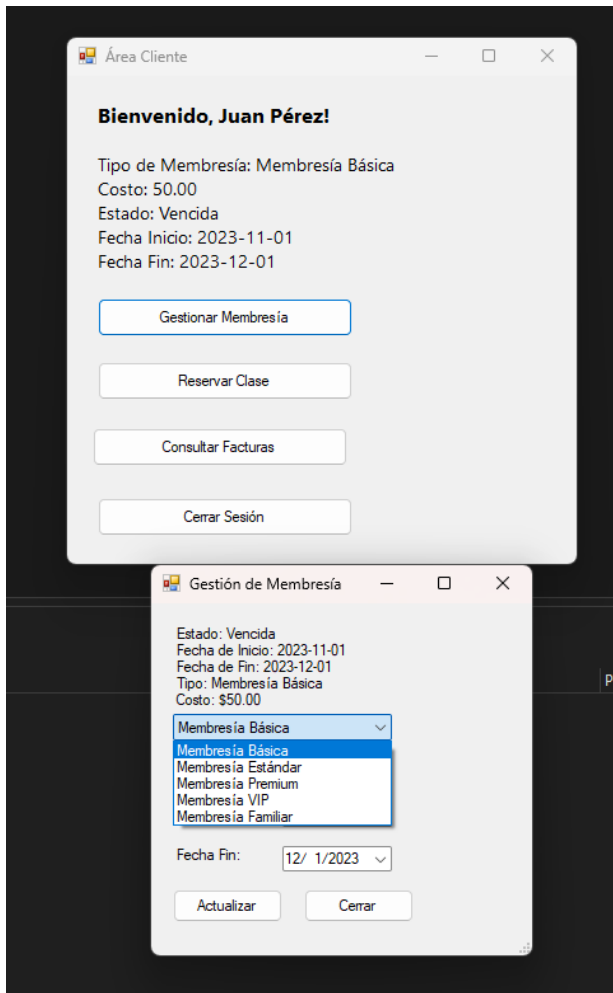 Área Cliente
Bienvenido, Juan Pérez!
Tipo de Membresía: Membresía Básica
Costo: 50.00
Estado: Vencida
Fecha Inicio: 2023-11-01
Fecha Fin: 2023-12-01
Gestionar Membresía
Reservar Clase
Consultar Facturas
Cerrar Sesión
Gestión de Membresía
Estado: Vencida
Fecha de Inicio: 2023-11-01
Fecha de Fin: 2023-12-01
Tipo: Membresía Básica
Costo: $50.00
P
Membresía Básica
Membresía Básica
Membresía Estándar
Membresía Premium
Membresía VIP
Membresía Familiar
Fecha Fin: 12/ 1/2023
Actualizar Cerrar